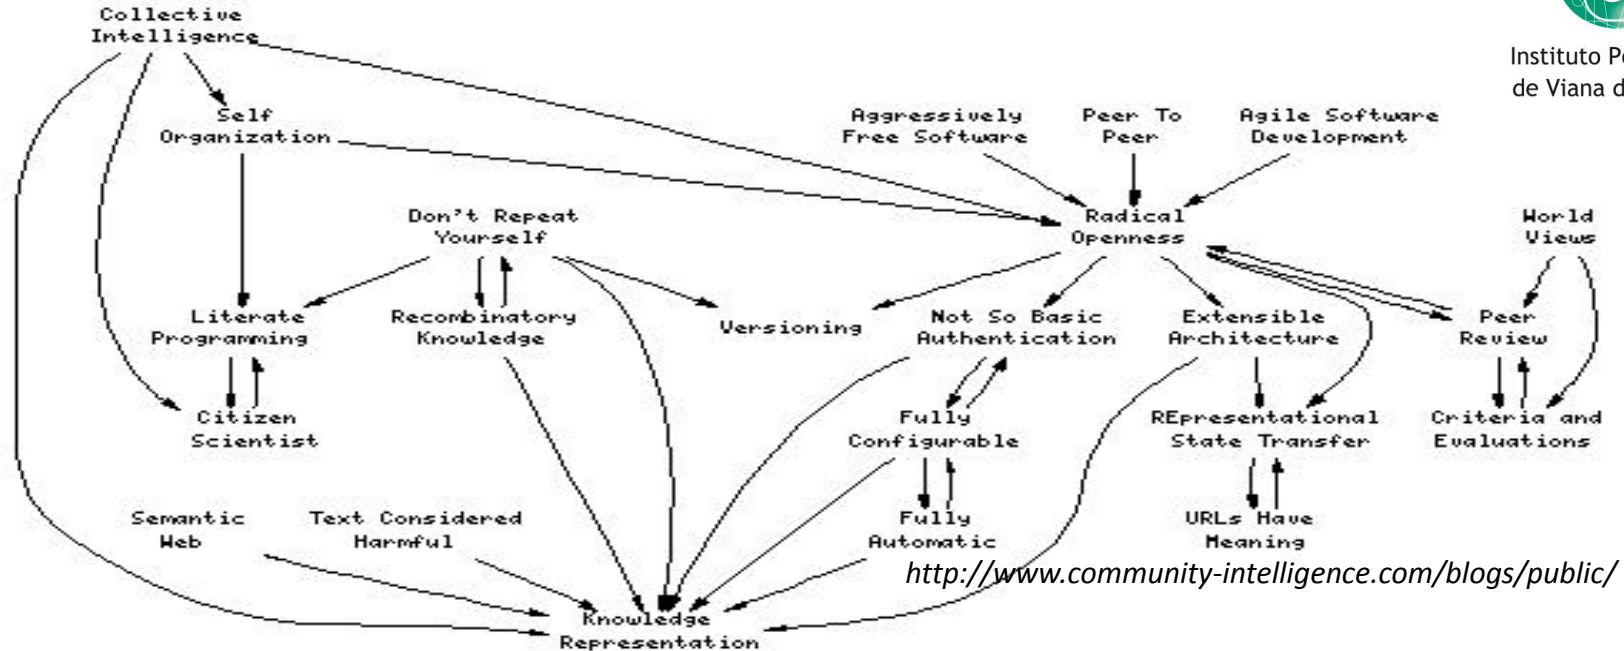 Collective
Intelligence
Instituto Po
de Viana d
Self
Organization
Aggressively
Free Software
Peer To
Peer
Agile Software
Development
Don't Repeat
Yourself
Radical
Openness
World
Views
Literate
Programming
Recombinatory
Knowledge
Versioning
Not So Basic
Authentication
Extensible
Architecture
Peer
Review
Citizen
Scientist
Fully
Configurable
REpresentational
State Transfer
Criteria and
Evaluations
Semantic
Web
Text Considered
Harmful
Fully
Automatic
URLs Have
Meaning
http://www.community-intelligence.com/blogs/public/
Knowledge
Representation